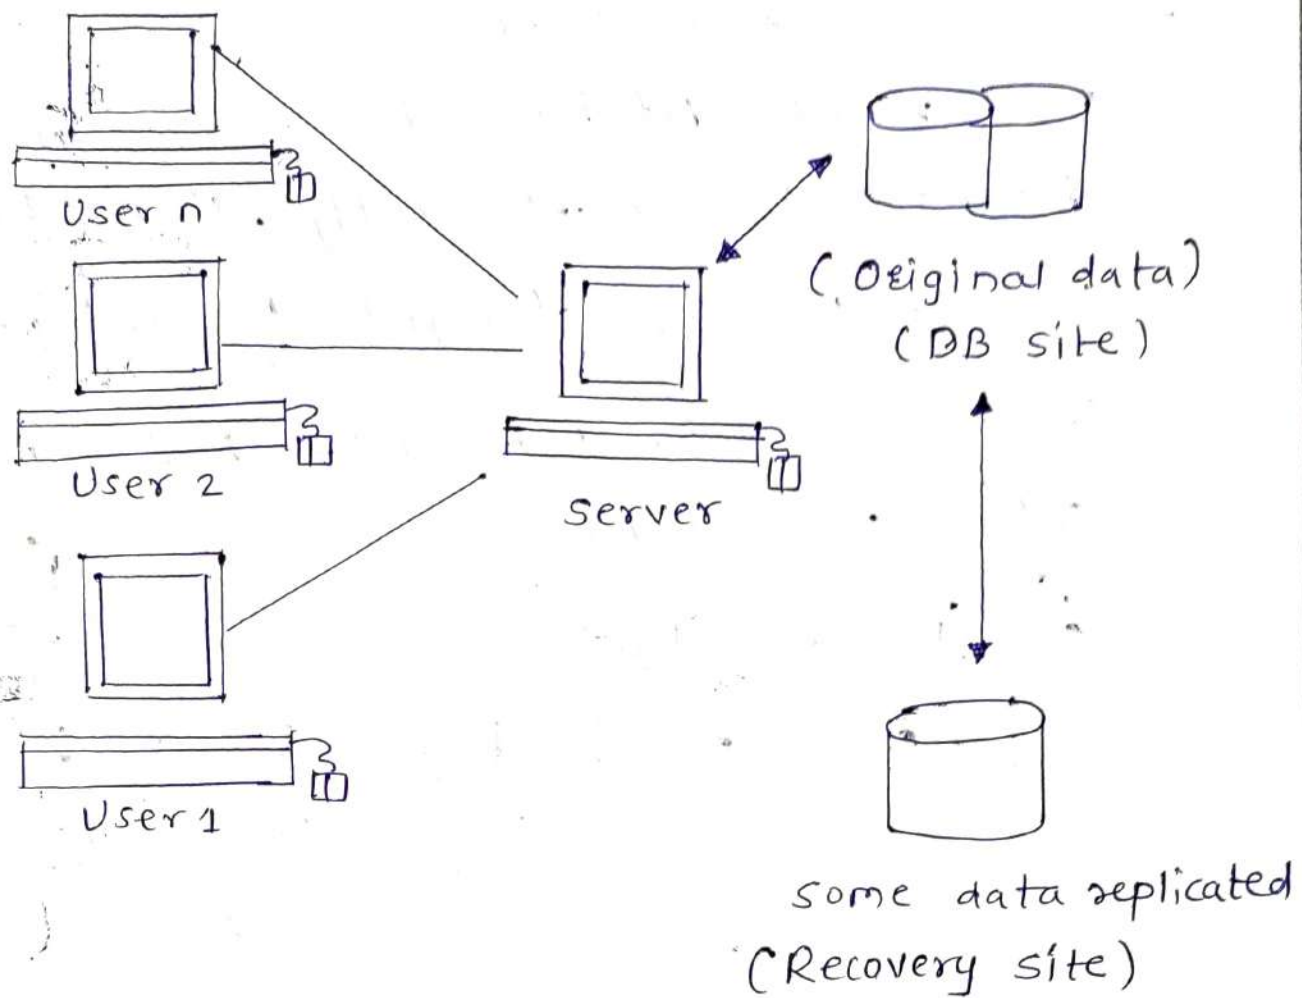 User n
User 2
User 1
Server
(Original data)
(DB site)
some data replicated
(Recovery site)